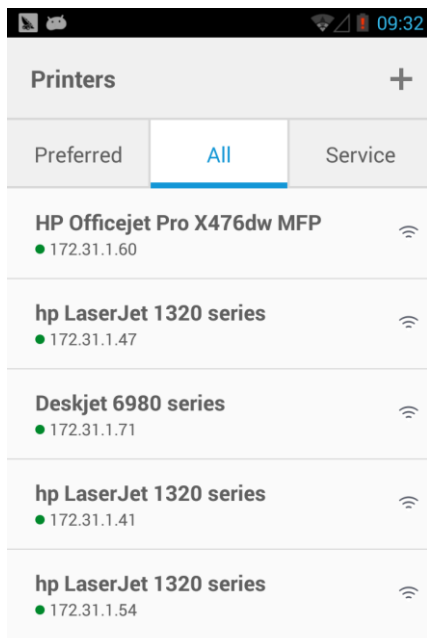 09:32
Printers
Preferred All Service
HP Officejet Pro X476dw MFP
172.31.1.60
hp LaserJet 1320 series
172.31.1.47
Deskjet 6980 series
172.31.1.71
hp LaserJet 1320 series
172.31.1.41
hp LaserJet 1320 series
172.31.1.54